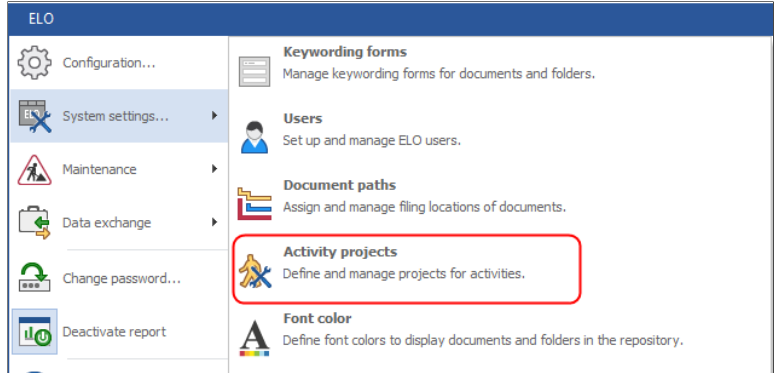 ELO
Configuration...
System settings...
Maintenance
Data exchange
Change password...
Deactivate report
Keywording forms
Manage keywording forms for documents and folders.
Users
Set up and manage ELO users.
Document paths
Assign and manage filing locations of documents.
Activity projects
Define and manage projects for activities.
Font color
Define font colors to display documents and folders in the repository.